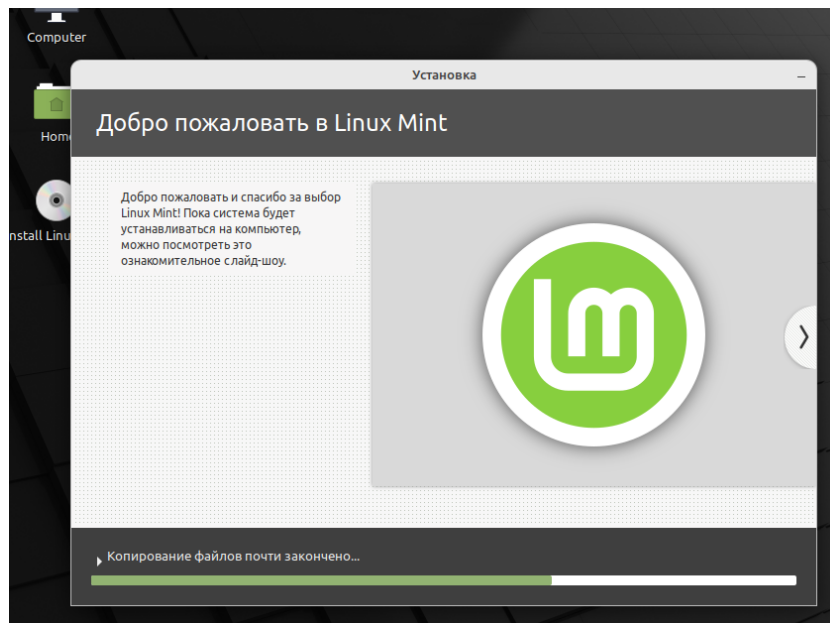 Computer
Установка
Home
Добро пожаловать в Linux Mint
Добро пожаловать и спасибо за выбор
Linux Mint! Пока система будет
устанавливаться на компьютер,
можно посмотреть это
ознакомительное слайд-шоу.
nstall Linu
Копирование файлов почти закончено...